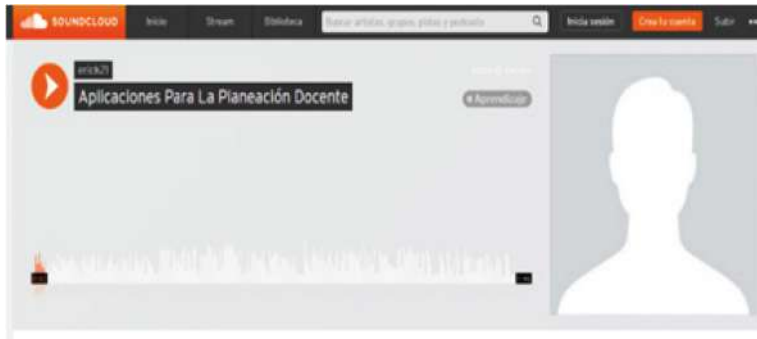 SOUNDCLOUD Inicio Stream Biblioteca Buscar artistas, grupos, pistas y podcasts Inicia sesión Crea tu cuenta Subir
erick21
Aplicaciones Para La Planeación Docente
# Aprendizaje